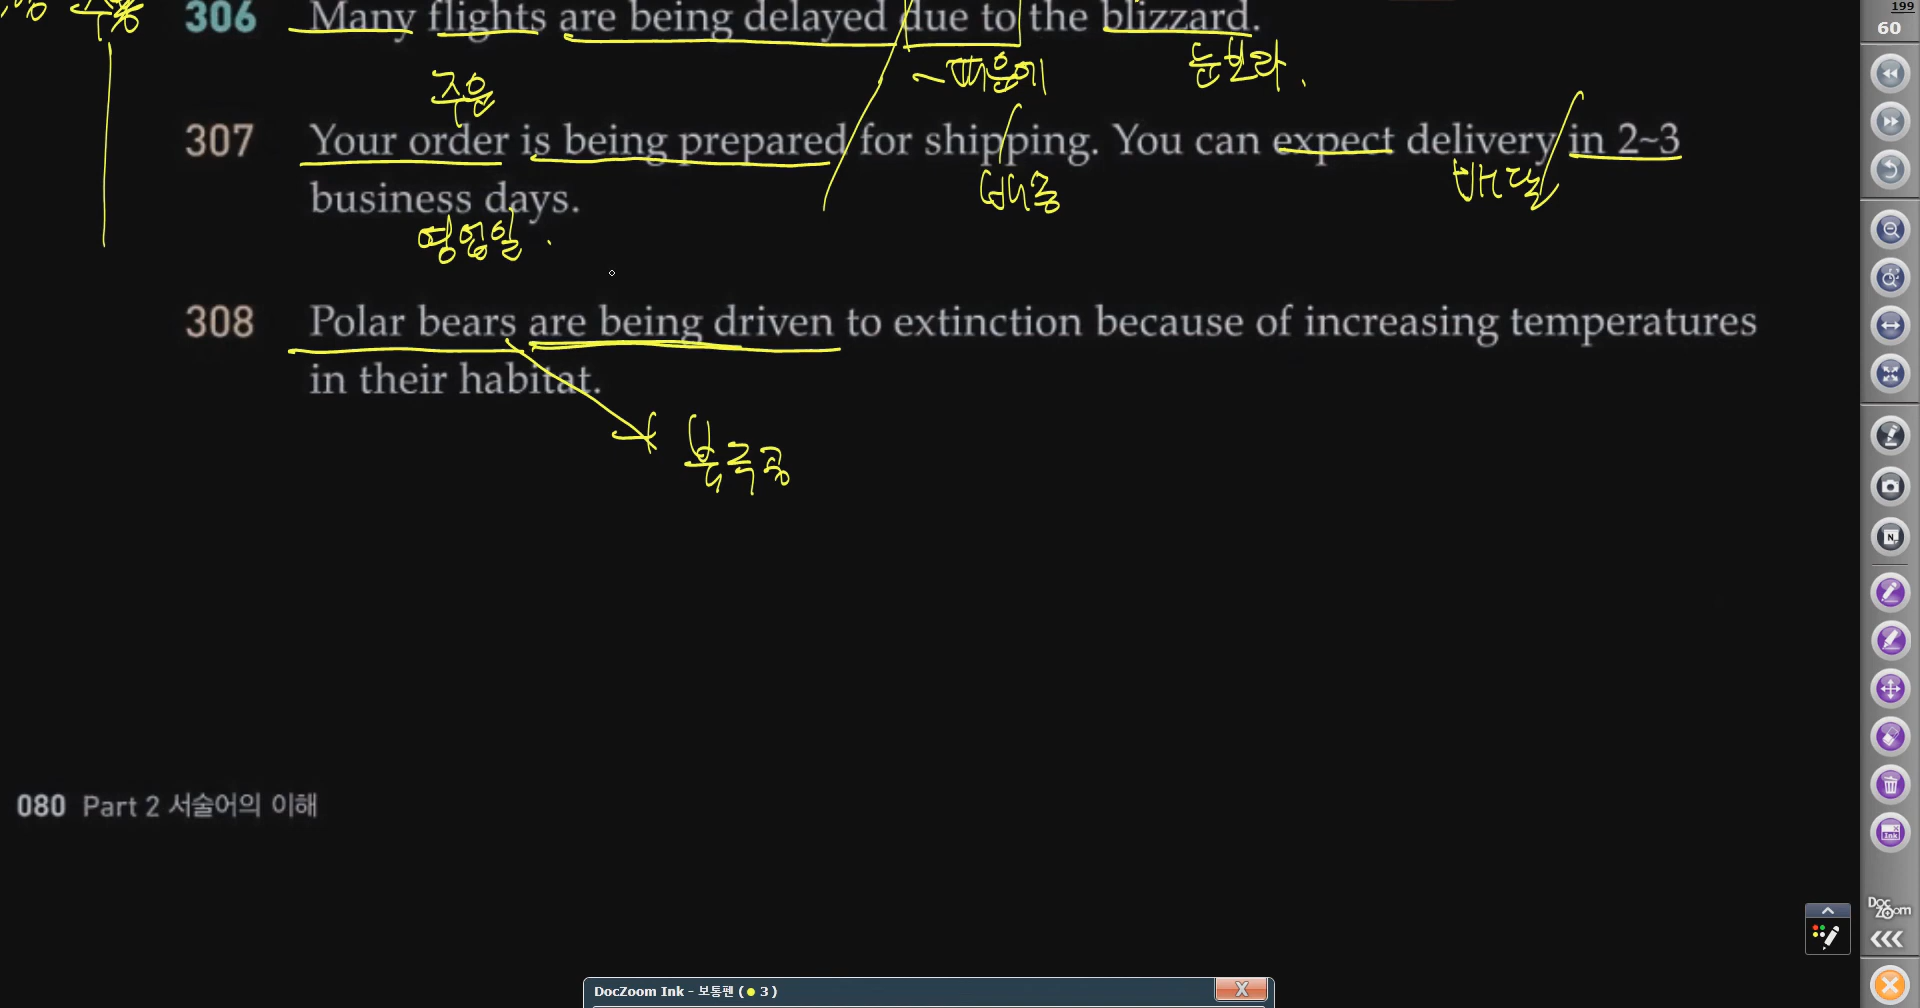 199
60
306 Many flights are being delayed due to the blizzard.
~때문에 눈보라.
주문
307 Your order is being prepared for shipping. You can expect delivery in 2~3
배송 배달
business days.
영업일.
308 Polar bears are being driven to extinction because of increasing temperatures
in their habitat.
북극곰
080 Part 2 서술어의 이해
Doc Zoom
DocZoom Ink - 보통펜 ( 3 )